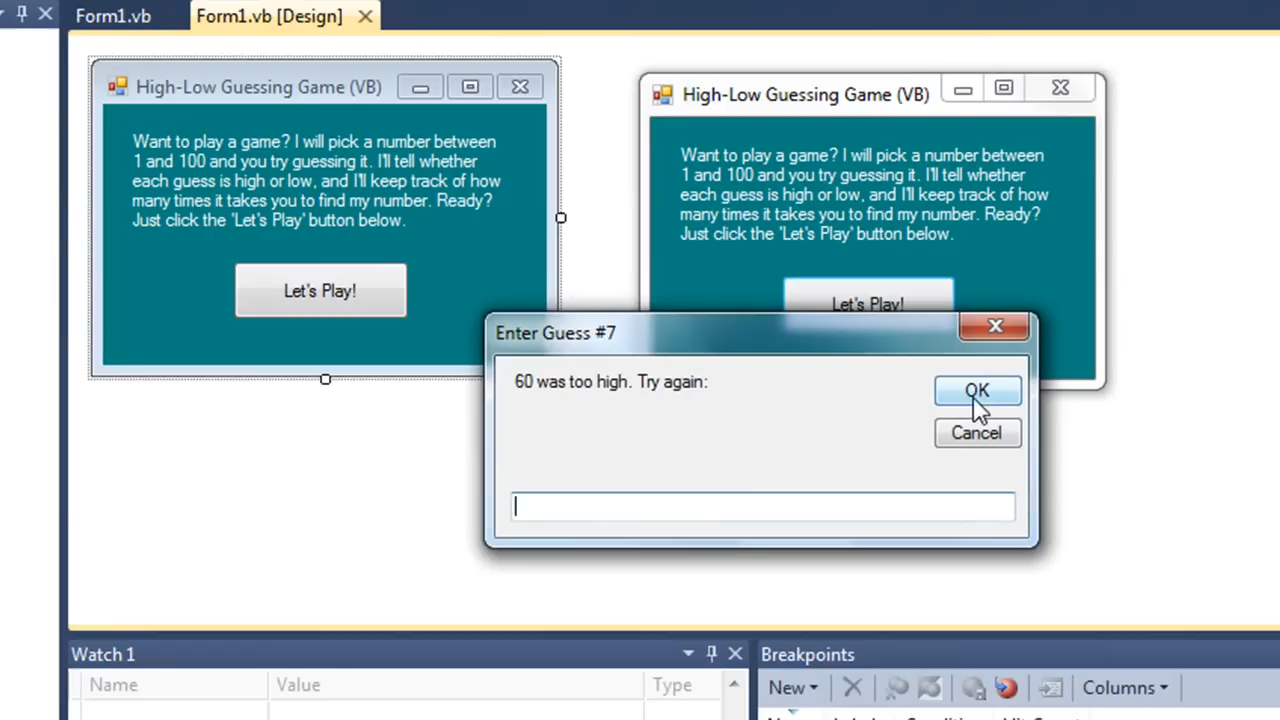 Form1.vb
Form1.vb [Design]
High-Low Guessing Game (VB)
Want to play a game? I will pick a number between
1 and 100 and you try guessing it. I'll tell whether
each guess is high or low, and I'll keep track of how
many times it takes you to find my number. Ready?
Just click the 'Let's Play' button below.
Let's Play!
High-Low Guessing Game (VB)
Want to play a game? I will pick a number between
1 and 100 and you try guessing it. I'll tell whether
each guess is high or low, and I'll keep track of how
many times it takes you to find my number. Ready?
Just click the 'Let's Play' button below.
Let's Play!
Enter Guess #7
60 was too high. Try again:
OK
Cancel
Watch 1
Name Value Type
Breakpoints
New Columns